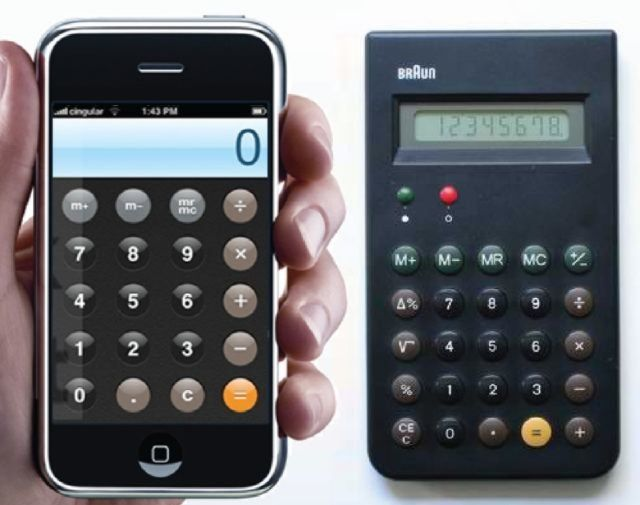 cingular 1:43 PM
0
m+ m- mr mc ÷
7 8 9 ×
4 5 6 +
1 2 3 −
0 . c =
BRAUN
12345678.
M+ M− MR MC +/−
Δ% 7 8 9 ÷
√ 4 5 6 ×
% 1 2 3 −
CE C 0 . = +